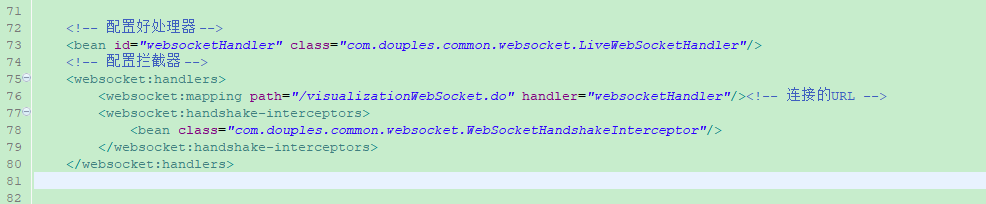 71
72 <!-- 配置好处理器 -->
73 <bean id="websocketHandler" class="com.douples.common.websocket.LiveWebSocketHandler"/>
74 <!-- 配置拦截器 -->
75 <websocket:handlers>
76 <websocket:mapping path="/visualizationWebSocket.do" handler="websocketHandler"/><!-- 连接的URL -->
77 <websocket:handshake-interceptors>
78 <bean class="com.douples.common.websocket.WebSocketHandshakeInterceptor"/>
79 </websocket:handshake-interceptors>
80 </websocket:handlers>
81
82